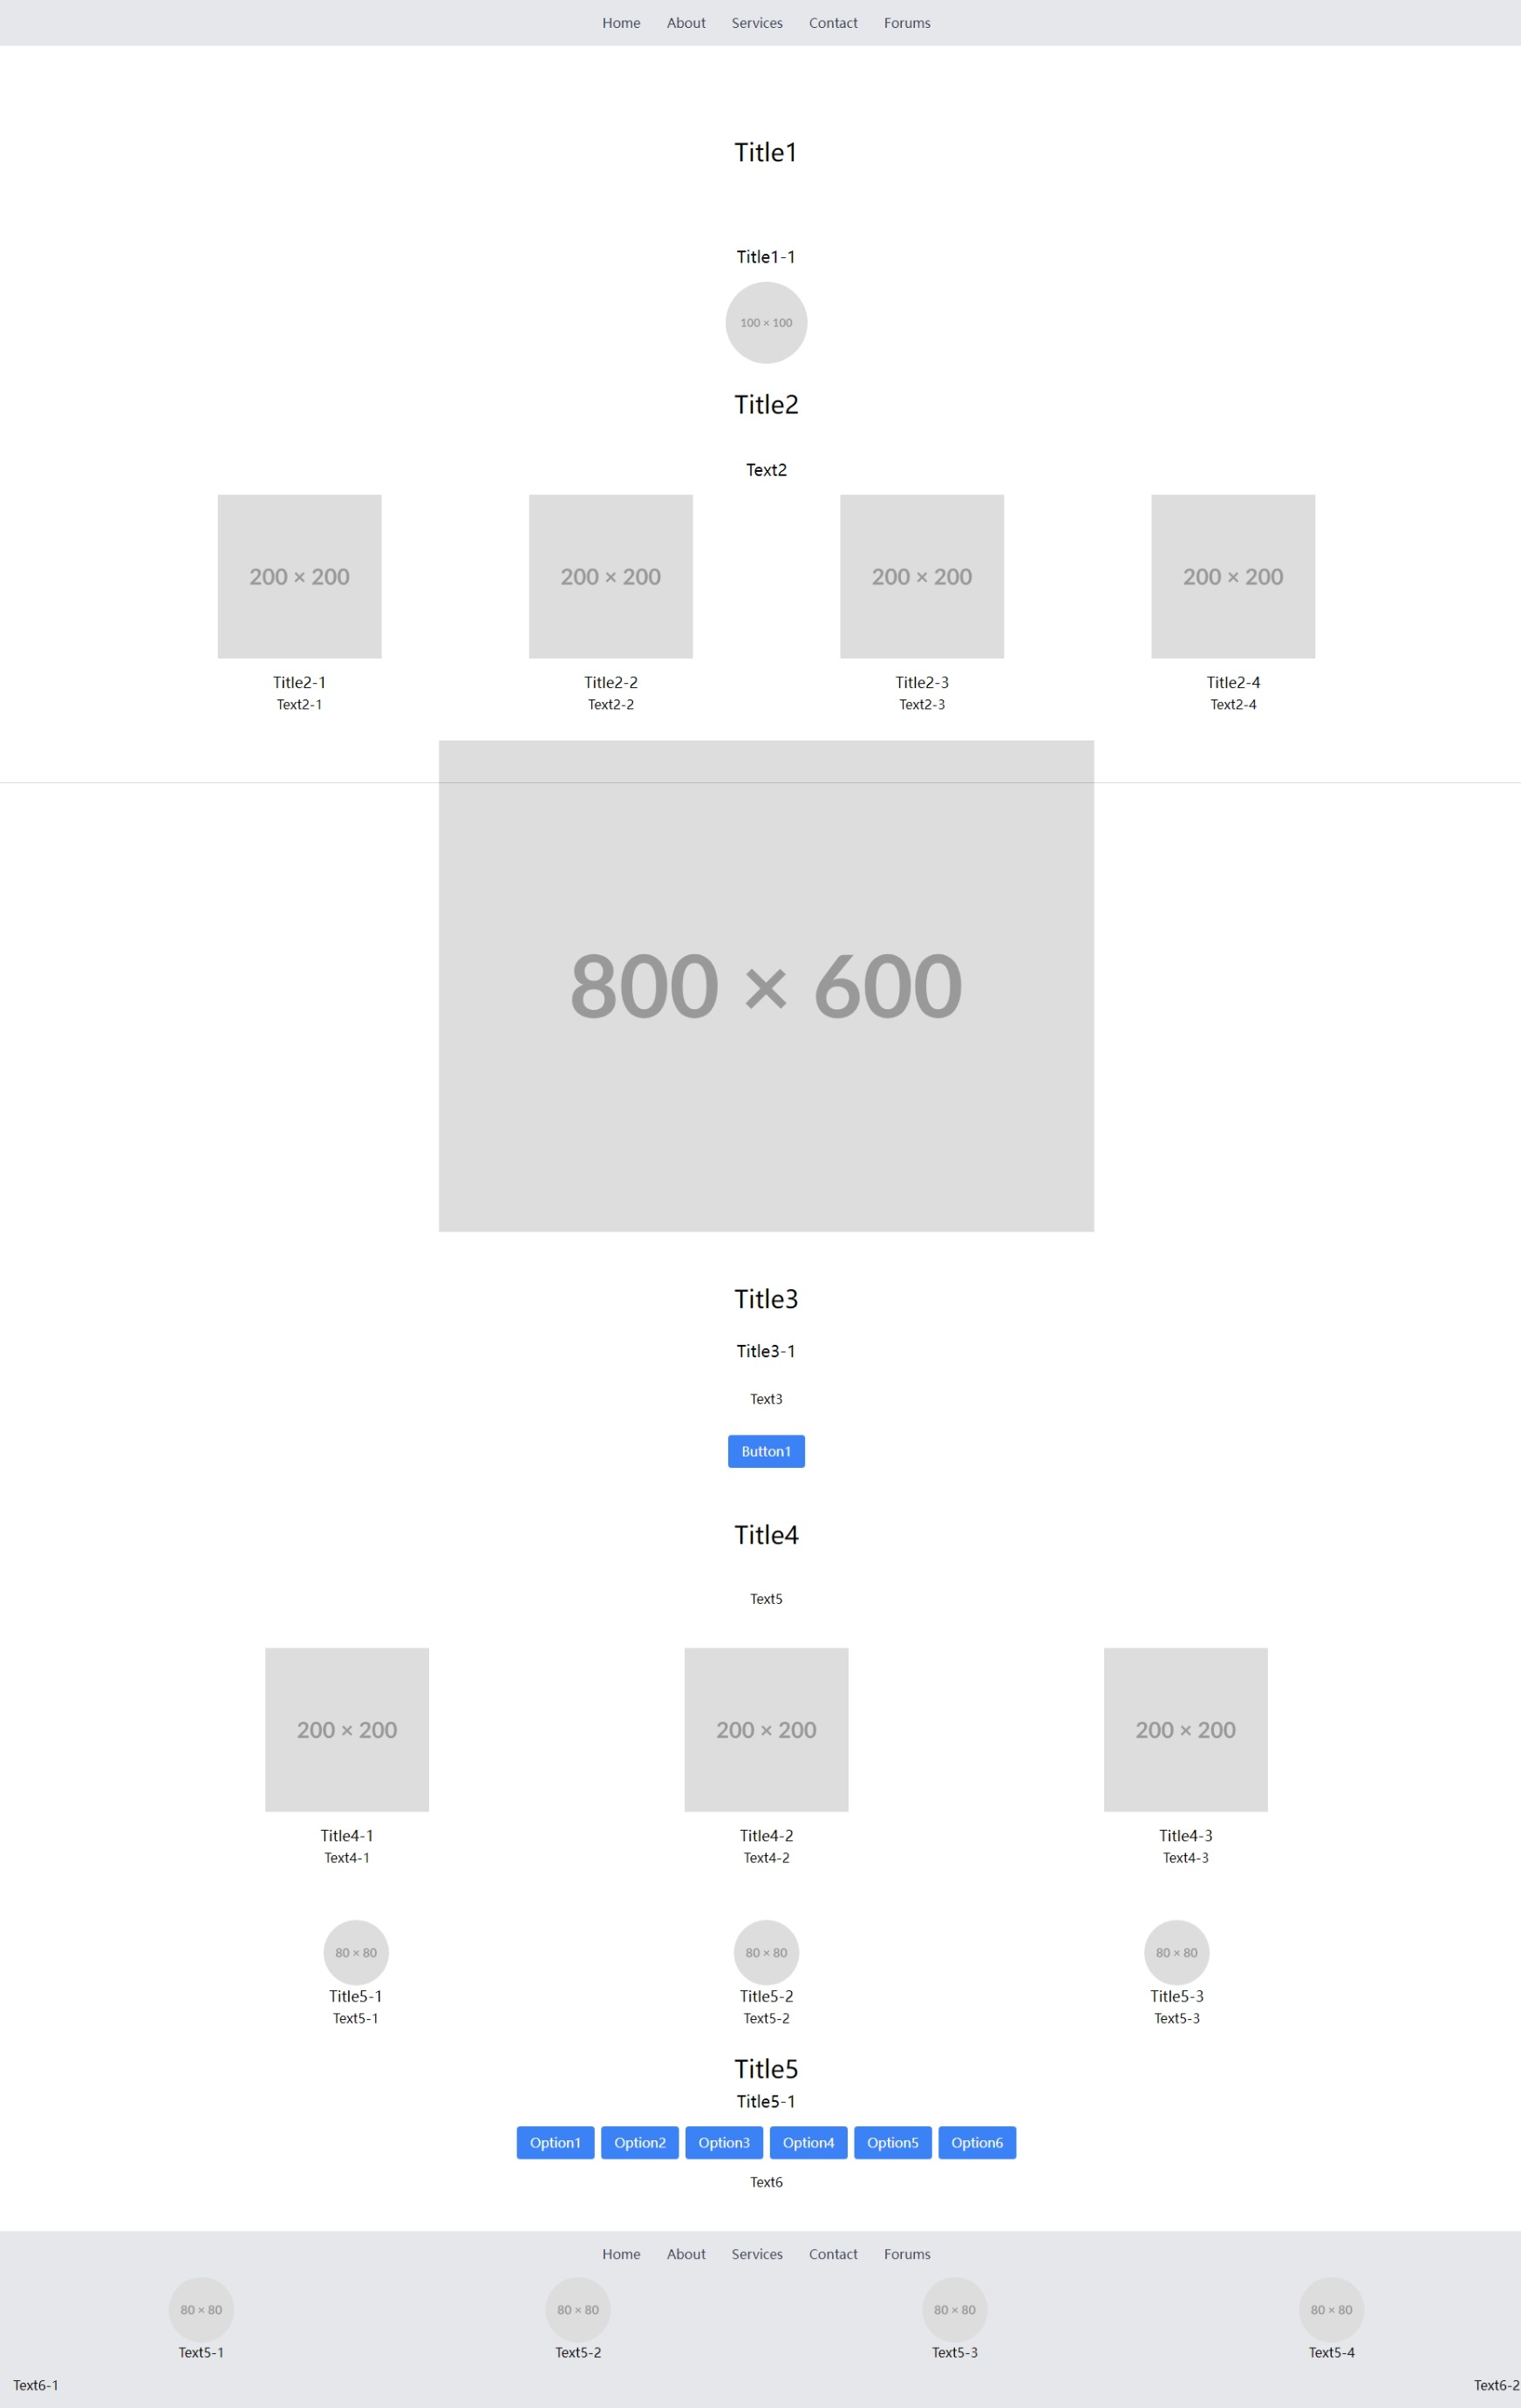 Home About Services Contact Forums
Title1
Title1-1
100 × 100
Title2
Text2
200 × 200 200 × 200 200 × 200 200 × 200
Title2-1 Title2-2 Title2-3 Title2-4
Text2-1 Text2-2 Text2-3 Text2-4
800 × 600
Title3
Title3-1
Text3
Button1
Title4
Text5
200 × 200 200 × 200 200 × 200
Title4-1 Title4-2 Title4-3
Text4-1 Text4-2 Text4-3
80 × 80 80 × 80 80 × 80
Title5-1 Title5-2 Title5-3
Text5-1 Text5-2 Text5-3
Title5
Title5-1
Option1 Option2 Option3 Option4 Option5 Option6
Text6
Home About Services Contact Forums
80 × 80 80 × 80 80 × 80 80 × 80
Text5-1 Text5-2 Text5-3 Text5-4
Text6-1 Text6-2